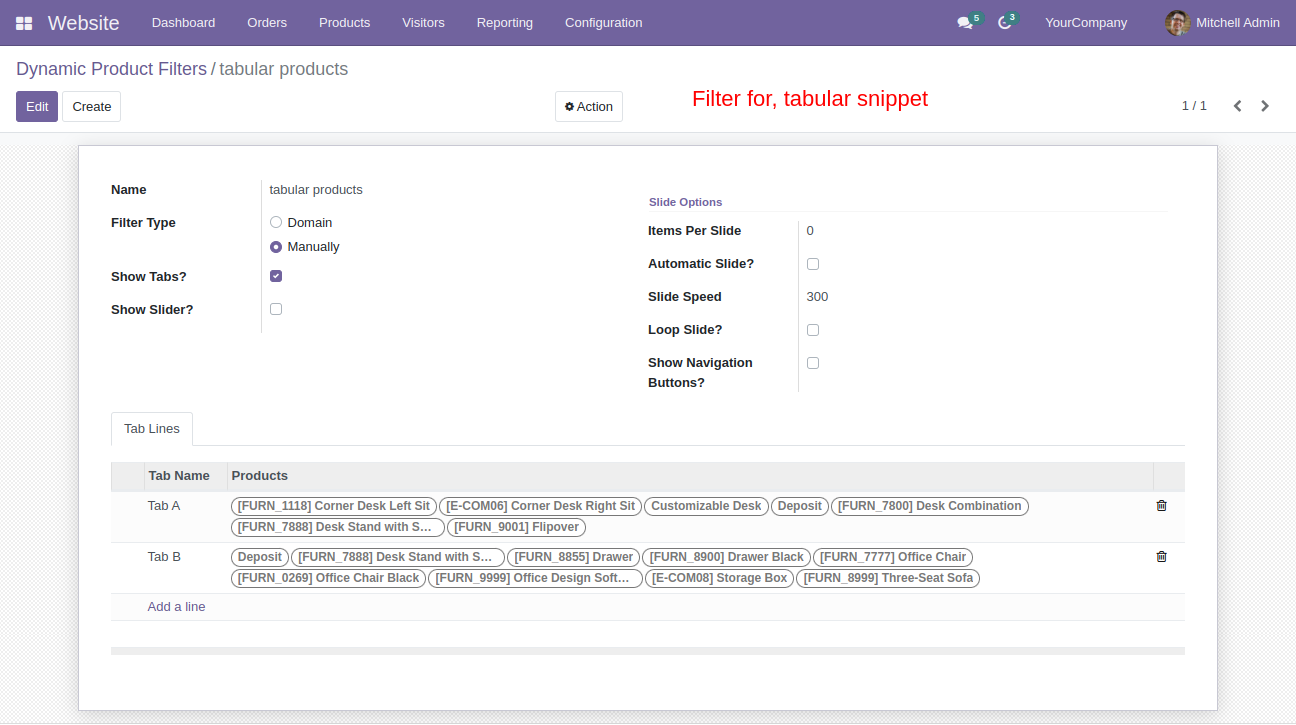 Website Dashboard Orders Products Visitors Reporting Configuration 5 3 YourCompany Mitchell Admin
Dynamic Product Filters / tabular products
Edit Create Action Filter for, tabular snippet 1 / 1
Name tabular products
Slide Options
Filter Type Domain
Items Per Slide 0
Manually
Automatic Slide?
Show Tabs?
Slide Speed 300
Show Slider?
Loop Slide?
Show Navigation
Buttons?
Tab Lines
Tab Name Products
Tab A [FURN_1118] Corner Desk Left Sit [E-COM06] Corner Desk Right Sit Customizable Desk Deposit [FURN_7800] Desk Combination
[FURN_7888] Desk Stand with S... [FURN_9001] Flipover
Tab B Deposit [FURN_7888] Desk Stand with S... [FURN_8855] Drawer [FURN_8900] Drawer Black [FURN_7777] Office Chair
[FURN_0269] Office Chair Black [FURN_9999] Office Design Soft... [E-COM08] Storage Box [FURN_8999] Three-Seat Sofa
Add a line